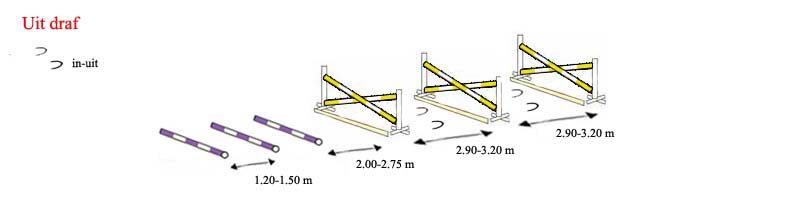 Uit draf
in-uit
1.20-1.50 m
2.00-2.75 m
2.90-3.20 m
2.90-3.20 m